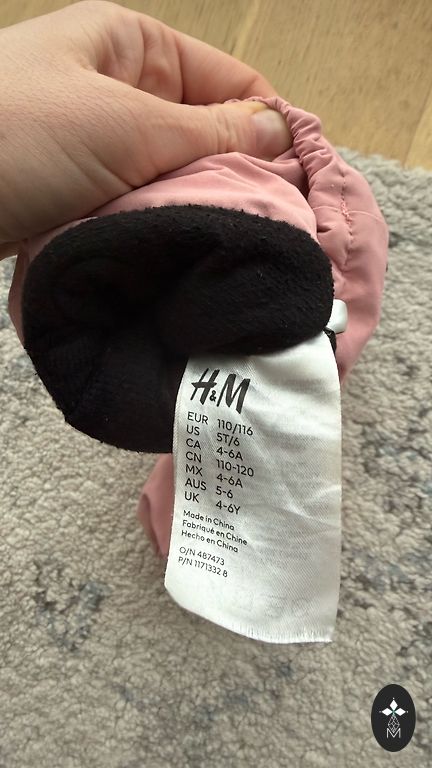 H&M
EUR 110/116
US 5T/6
CA 4-6A
CN 110-120
MX 4-6A
AUS 5-6
UK 4-6Y
Made in China
Fabriqué en Chine
Hecho en China
O/N 487473
P/N 1171332 8
M